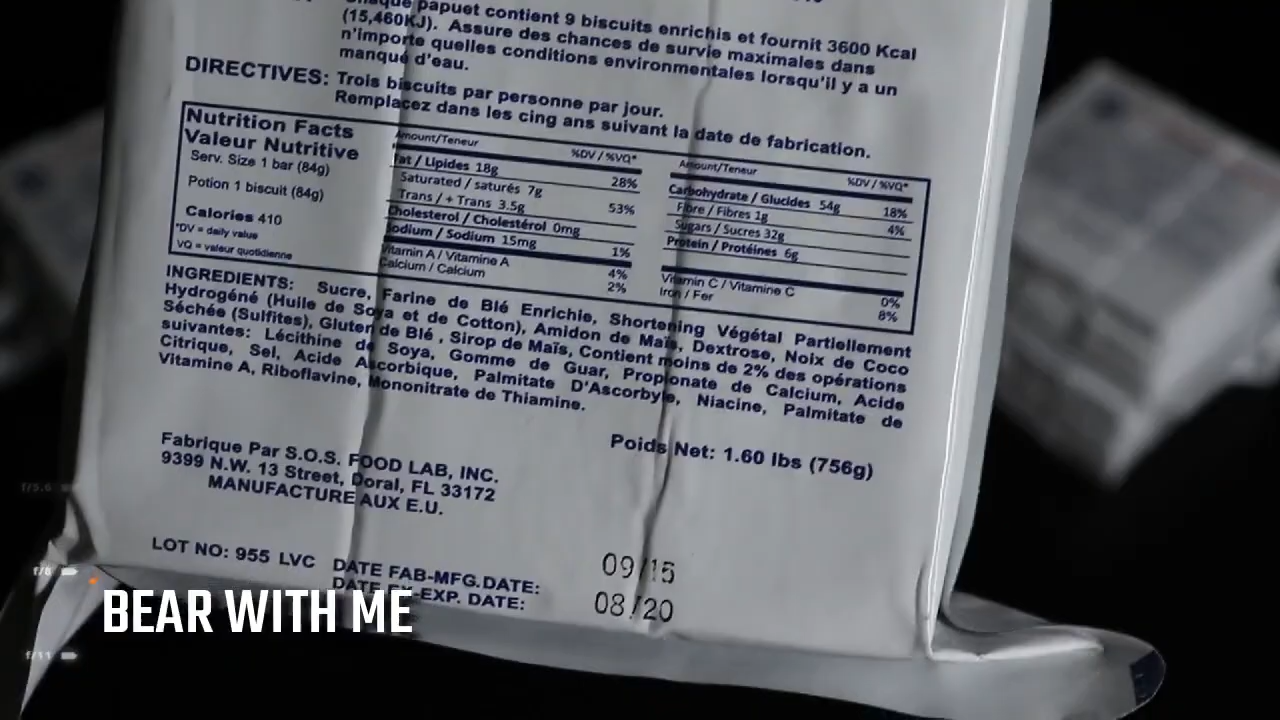 papuet contient 9 biscuits enrichis et fournit 3600 Kcal
(15,460KJ). Assure des chances de survie maximales dans
n'importe quelles conditions environmentales lorsqu'il y a un
manqué d'eau.
DIRECTIVES: Trois biscuits par personne par jour.
Remplacez dans les cinq ans suivant la date de fabrication.
Nutrition Facts
Valeur Nutritive
Serv. Size 1 bar (84g)
Potion 1 biscuit (84g)
Calories 410
*DV = daily value
VQ = valeur quotidienne
Amount/Teneur %DV / %VQ*
Fat / Lipides 18g 28%
Saturated / saturés 7g
Trans / + Trans 3.5g 53%
Cholesterol / Cholestérol 0mg
Sodium / Sodium 15mg 1%
Vitamin A / Vitamine A 4%
Calcium / Calcium 2%
Amount/Teneur %DV / %VQ*
Carbohydrate / Glucides 54g 18%
Fibre / Fibres 1g 4%
Sugars / Sucres 32g
Protein / Protéines 6g
Vitamin C / Vitamine C 0%
Iron / Fer 8%
INGREDIENTS: Sucre, Farine de Blé Enrichie, Shortening Végétal Partiellement
Hydrogéné (Huile de Soya et de Cotton), Amidon de Maïs, Dextrose, Noix de Coco
Séchée (Sulfites), Gluten de Blé , Sirop de Maïs, Contient moins de 2% des opérations
suivantes: Lécithine de Soya, Gomme de Guar, Propionate de Calcium, Acide
Citrique, Sel, Acide Ascorbique, Palmitate D'Ascorbyle, Niacine, Palmitate de
Vitamine A, Riboflavine, Mononitrate de Thiamine.
Poids Net: 1.60 lbs (756g)
Fabrique Par S.O.S. FOOD LAB, INC.
9399 N.W. 13 Street, Doral, FL 33172
MANUFACTURE AUX E.U.
LOT NO: 955 LVC DATE FAB-MFG.DATE: 09/15
DATE EX-EXP. DATE: 08/20
f/5.6
f/8
BEAR WITH ME
f/11